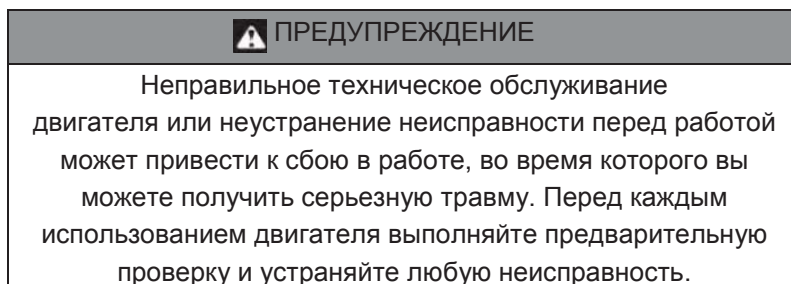 ПРЕДУПРЕЖДЕНИЕ
Неправильное техническое обслуживание
двигателя или неустранение неисправности перед работой
может привести к сбою в работе, во время которого вы
можете получить серьезную травму. Перед каждым
использованием двигателя выполняйте предварительную
проверку и устраняйте любую неисправность.